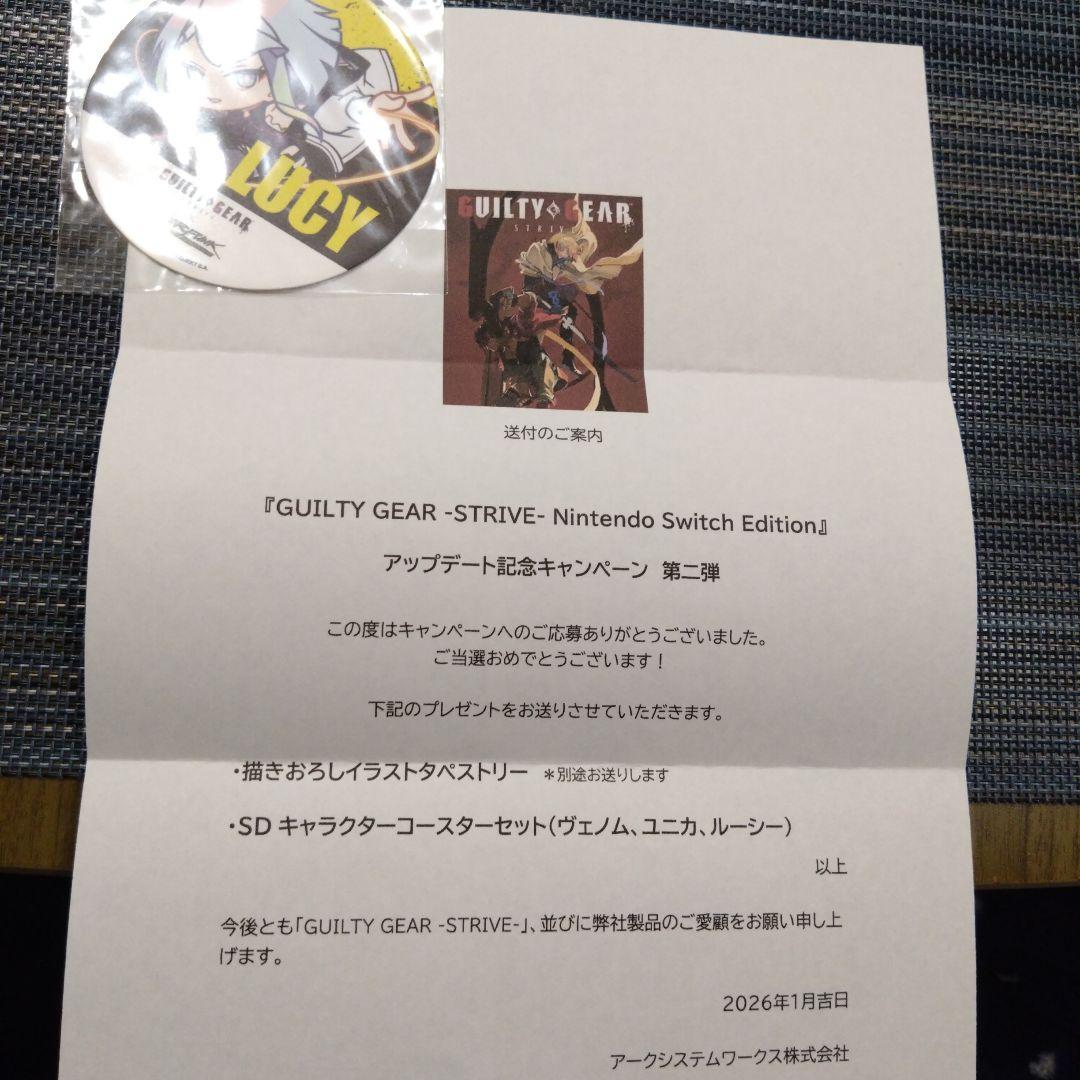 LUCY
GUILTY GEAR
GUILTY GEAR
STRIVE
送付のご案内
『GUILTY GEAR -STRIVE- Nintendo Switch Edition』
アップデート記念キャンペーン 第二弾
この度はキャンペーンへのご応募ありがとうございました。
ご当選おめでとうございます！
下記のプレゼントをお送りさせていただきます。
・描きおろしイラストタペストリー ＊別途お送りします
・SD キャラクターコースターセット(ヴェノム、ユニカ、ルーシー)
以上
今後とも「GUILTY GEAR -STRIVE-」、並びに弊社製品のご愛顧をお願い申し上
げます。
2026年1月吉日
アークシステムワークス株式会社